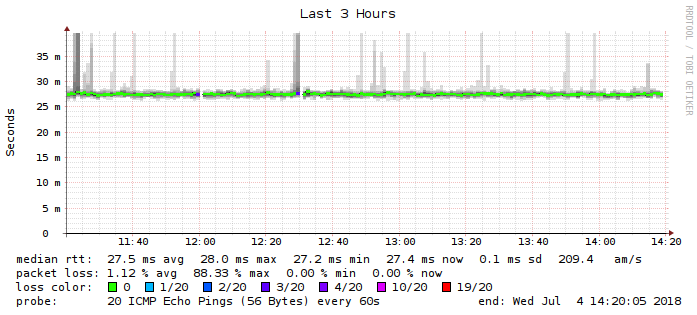 Last 3 Hours
RRDTOOL / TOBI OETIKER
Seconds
35 m
30 m
25 m
20 m
15 m
10 m
5 m
0
11:40 12:00 12:20 12:40 13:00 13:20 13:40 14:00 14:20
median rtt: 27.5 ms avg 28.0 ms max 27.2 ms min 27.4 ms now 0.1 ms sd 209.4 am/s
packet loss: 1.12 % avg 88.33 % max 0.00 % min 0.00 % now
loss color: 0 1/20 2/20 3/20 4/20 10/20 19/20
probe: 20 ICMP Echo Pings (56 Bytes) every 60s end: Wed Jul 4 14:20:05 2018